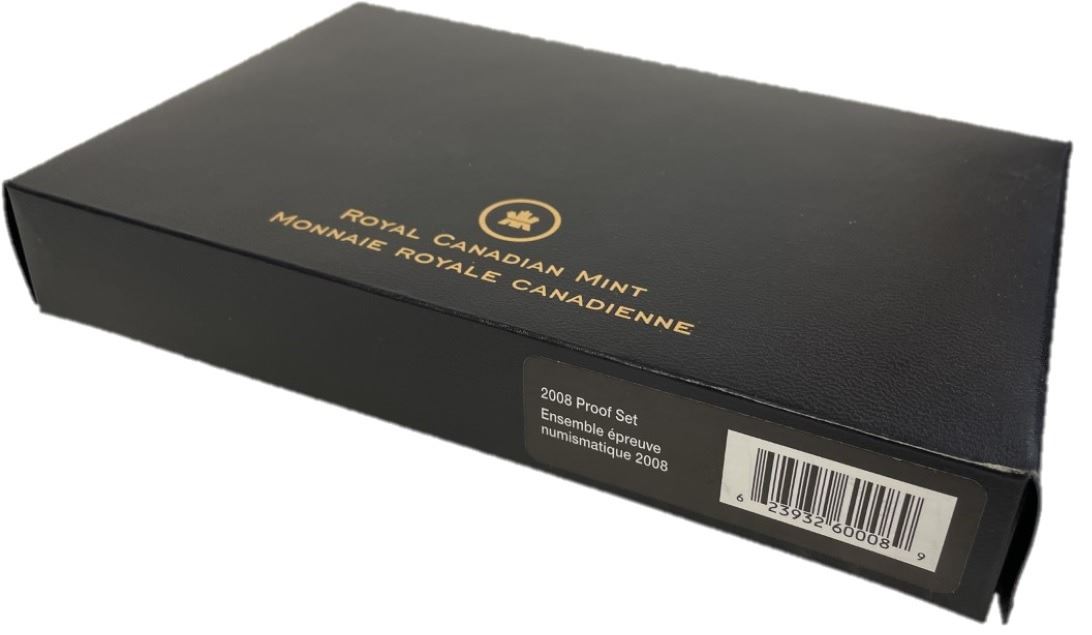 ROYAL CANADIAN MINT
MONNAIE ROYALE CANADIENNE
2008 Proof Set
Ensemble épreuve
numismatique 2008
6 23932 60008 9